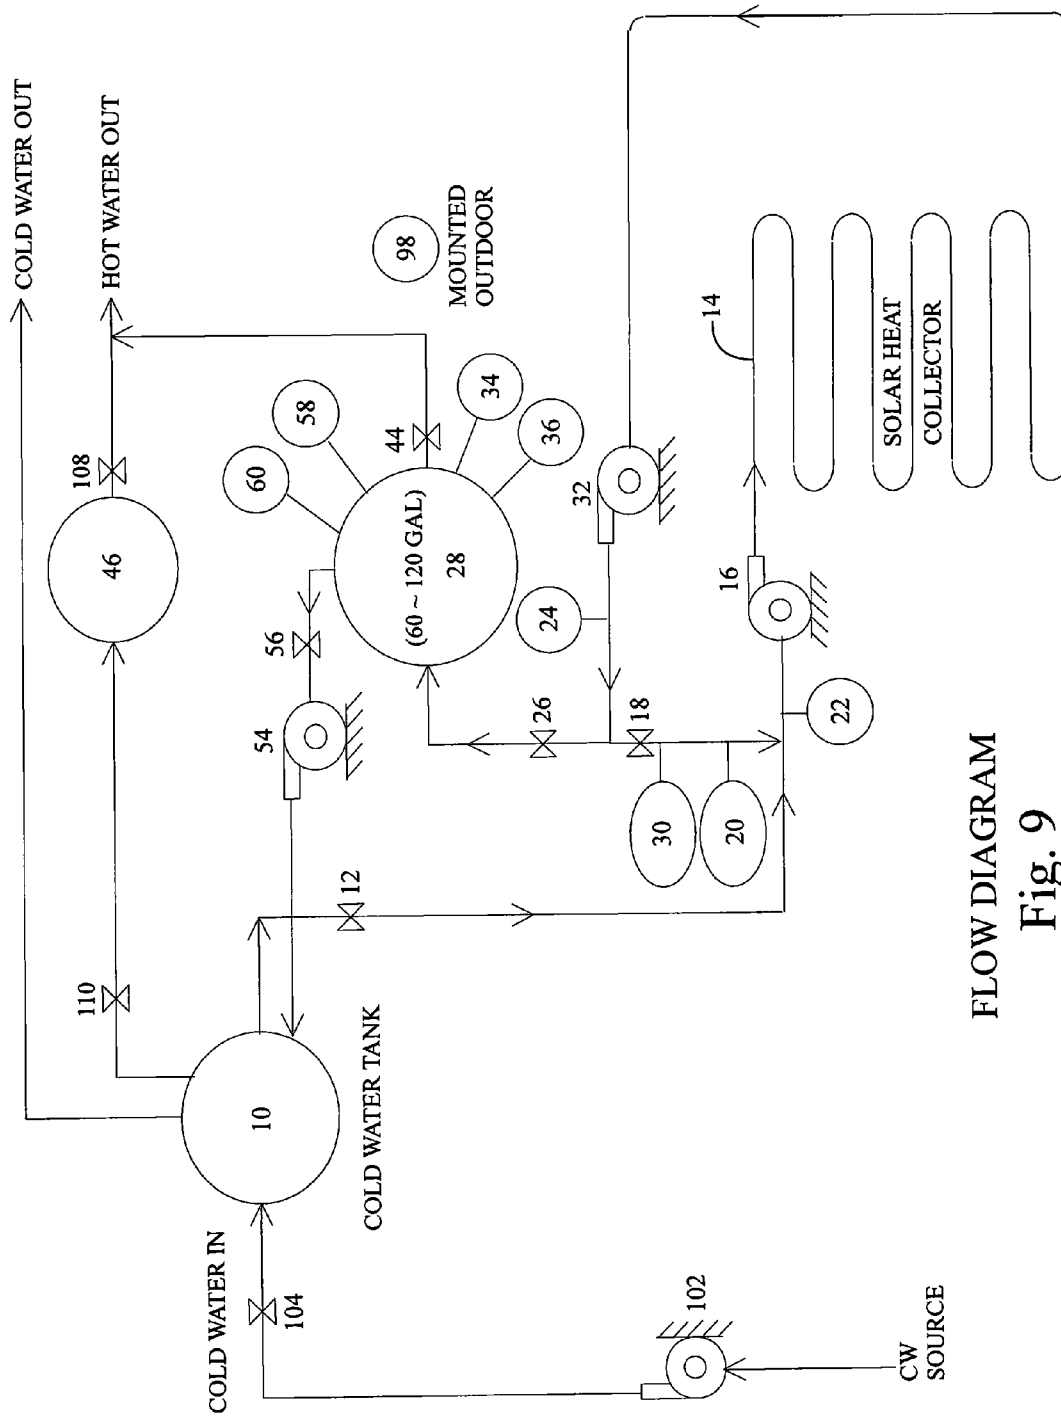 COLD WATER OUT
HOT WATER OUT
108
46
110
98
MOUNTED
OUTDOOR
58
60
44
34
36
(60 ~ 120 GAL)
28
56
54
12
10
COLD WATER TANK
COLD WATER IN
104
102
CW
SOURCE
32
24
26
18
30
20
22
16
14
SOLAR HEAT
COLLECTOR
FLOW DIAGRAM
Fig. 9